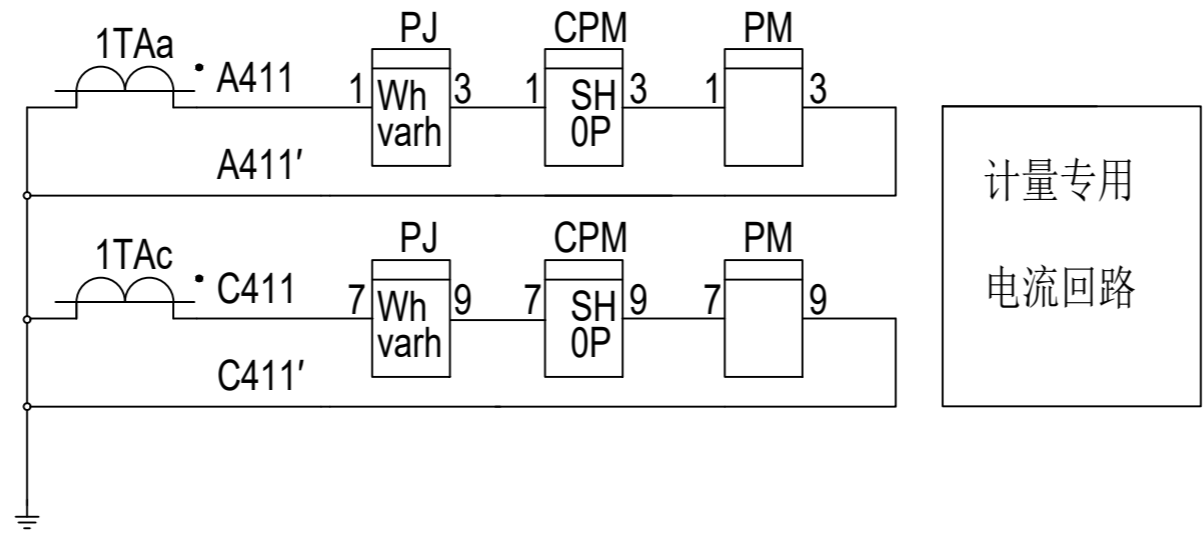 PJ CPM PM
1TAa A411 1 Wh 3 1 SH 3 1 3
varh 0P
A411′
PJ CPM PM
1TAc C411 7 Wh 9 7 SH 9 7 9
varh 0P
C411′
计量专用
电流回路